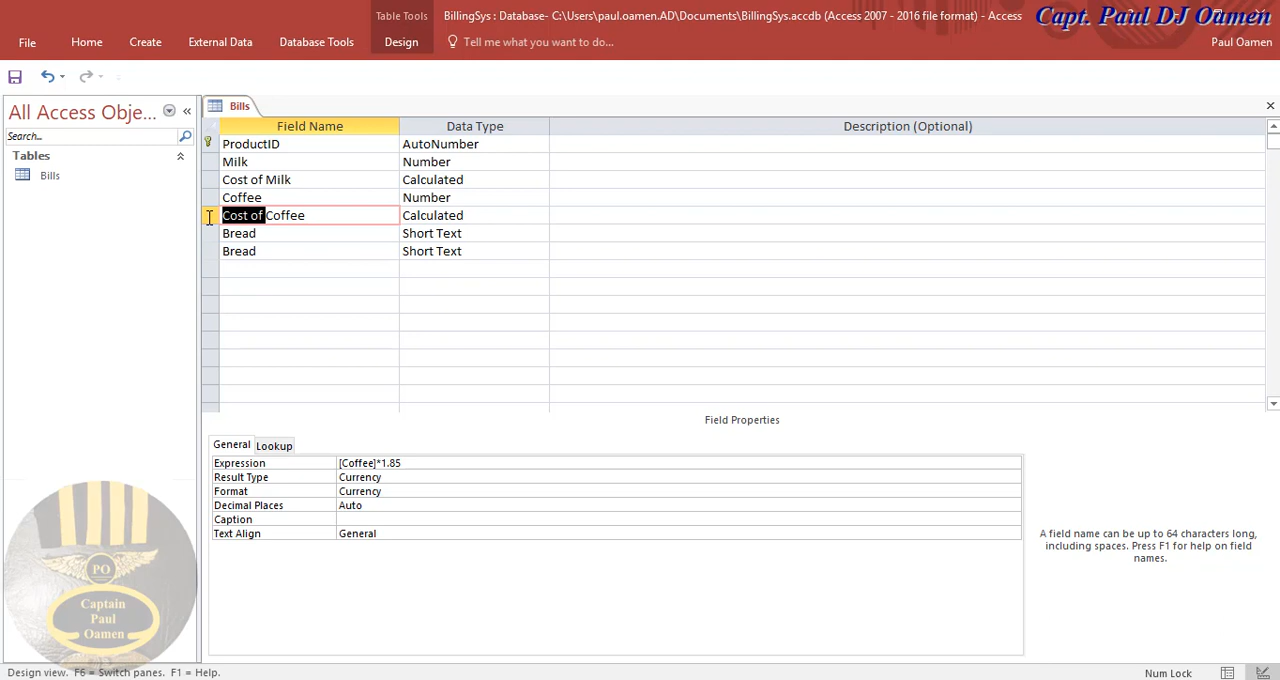 Table Tools
BillingSys : Database- C:\Users\paul.oamen.AD\Documents\BillingSys.accdb (Access 2007 - 2016 file format) - Access
Capt. Paul DJ Oamen
File
Home
Create
External Data
Database Tools
Design
Tell me what you want to do...
Paul Oamen
All Access Obje...
Search...
Tables
Bills
Bills
Field Name
Data Type
Description (Optional)
ProductID
AutoNumber
Milk
Number
Cost of Milk
Calculated
Coffee
Number
Cost of Coffee
Calculated
Bread
Short Text
Bread
Short Text
Field Properties
General
Lookup
Expression
[Coffee]*1.85
Result Type
Currency
Format
Currency
Decimal Places
Auto
Caption
Text Align
General
A field name can be up to 64 characters long,
including spaces. Press F1 for help on field
names.
PO
Captain
Paul
Oamen
Design view. F6 = Switch panes. F1 = Help.
Num Lock